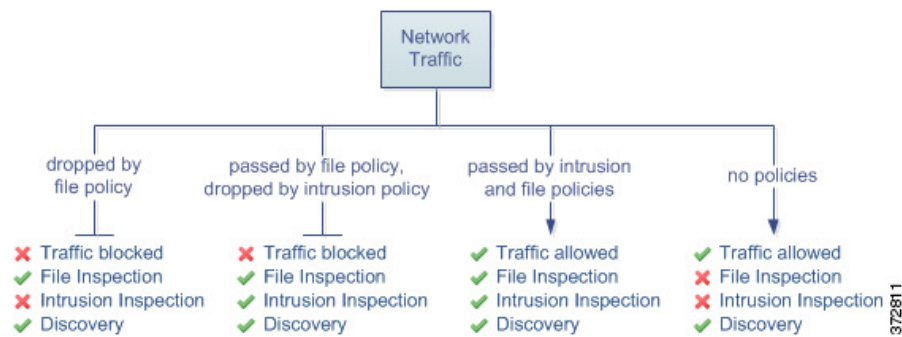 Network
Traffic
dropped by
file policy
passed by file policy,
dropped by intrusion policy
passed by intrusion
and file policies
no policies
Traffic blocked
File Inspection
Intrusion Inspection
Discovery
Traffic blocked
File Inspection
Intrusion Inspection
Discovery
Traffic allowed
File Inspection
Intrusion Inspection
Discovery
Traffic allowed
File Inspection
Intrusion Inspection
Discovery
372811